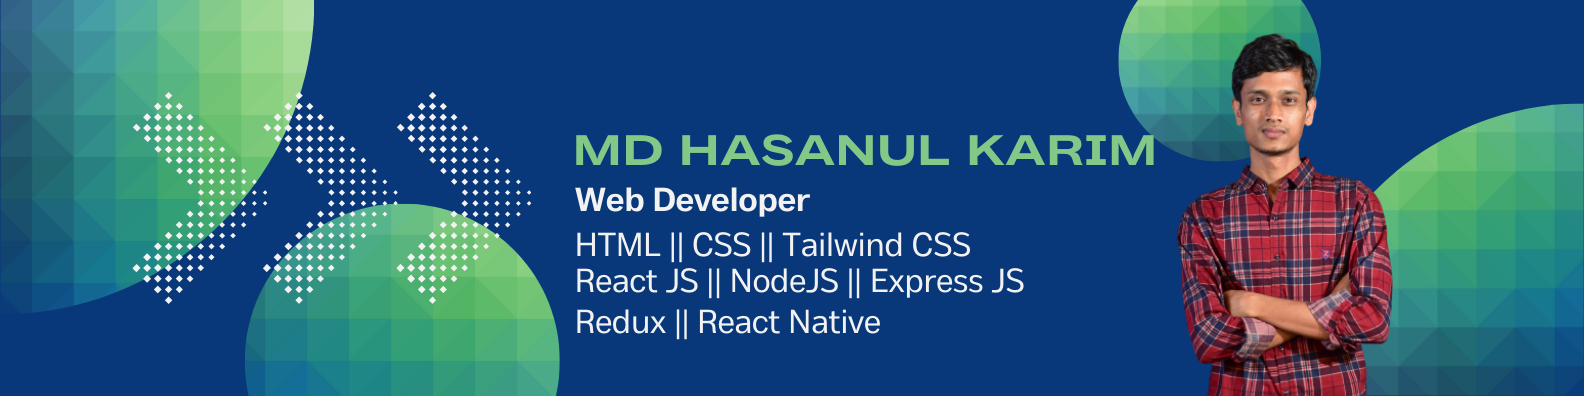 MD HASANUL KARIM
Web Developer
HTML || CSS || Tailwind CSS
React JS || NodeJS || Express JS
Redux || React Native